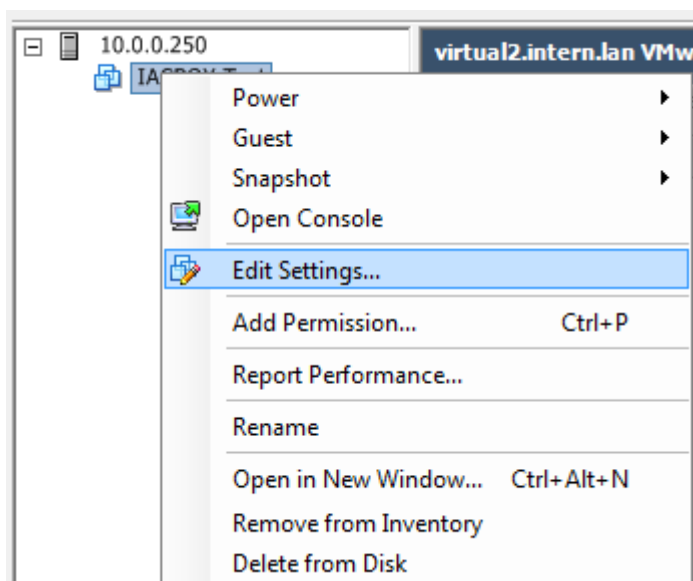 10.0.0.250
virtual2.intern.lan VMw
Power
Guest
Snapshot
Open Console
Edit Settings...
Add Permission... Ctrl+P
Report Performance...
Rename
Open in New Window... Ctrl+Alt+N
Remove from Inventory
Delete from Disk